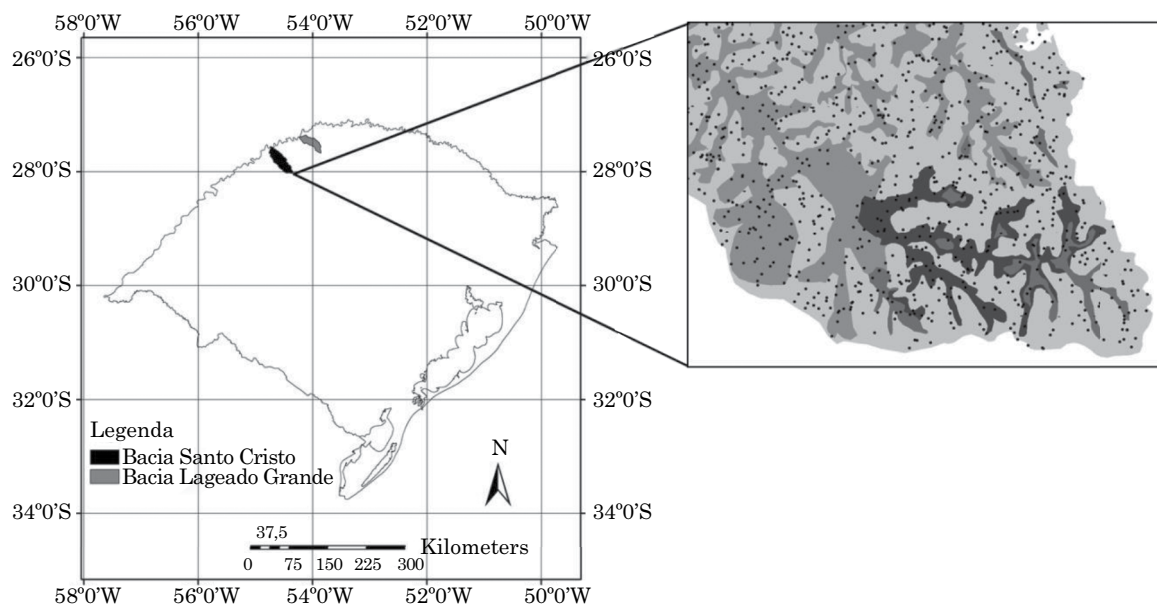 58º0’W 56º0’W 54º0’W 52º0’W 50º0’W
26º0’S 26º0’S
28º0’S 28º0’S
30º0’S 30º0’S
32º0’S 32º0’S
34º0’S 34º0’S
Legenda
Bacia Santo Cristo
Bacia Lageado Grande
N
37,5
Kilometers
0 75 150 225 300
58º0’W 56º0’W 54º0’W 52º0’W 50º0’W